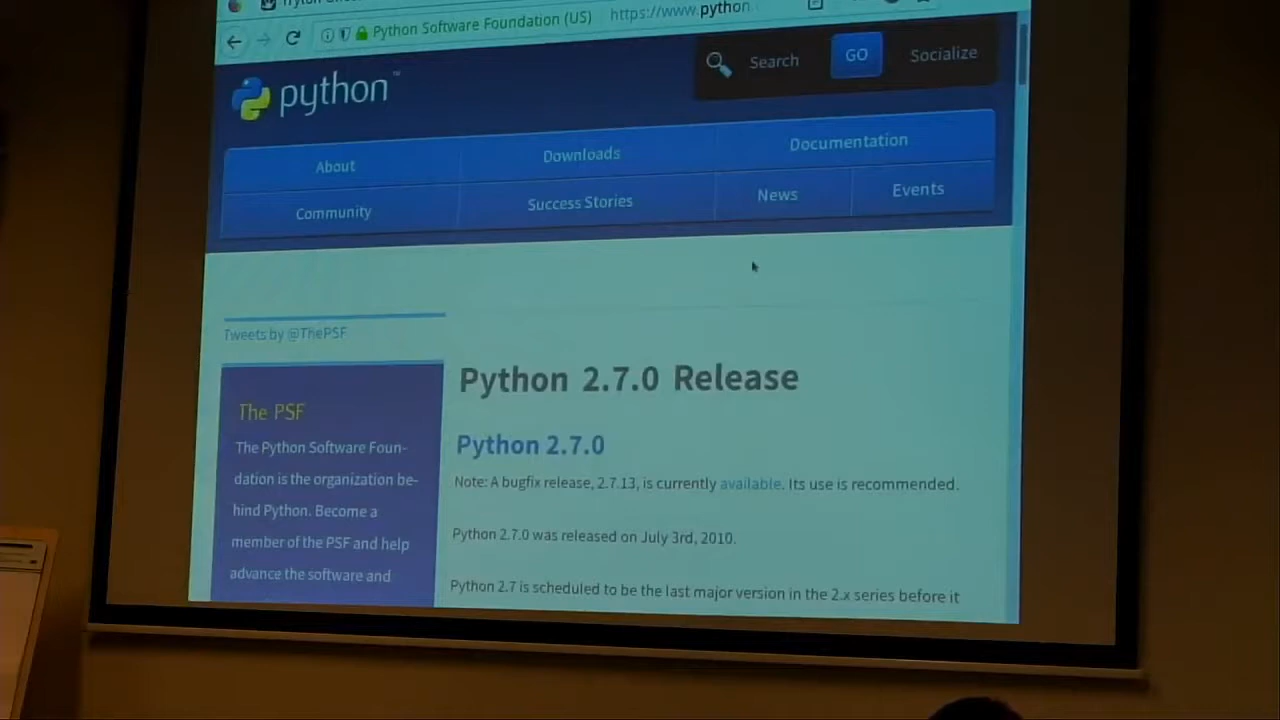 Python Software Foundation (US) https://www.python.
python™
Search GO Socialize
About Downloads Documentation
Community Success Stories News Events
Tweets by @ThePSF
The PSF
The Python Software Foun-
dation is the organization be-
hind Python. Become a
member of the PSF and help
advance the software and
Python 2.7.0 Release
Python 2.7.0
Note: A bugfix release, 2.7.13, is currently available. Its use is recommended.
Python 2.7.0 was released on July 3rd, 2010.
Python 2.7 is scheduled to be the last major version in the 2.x series before it